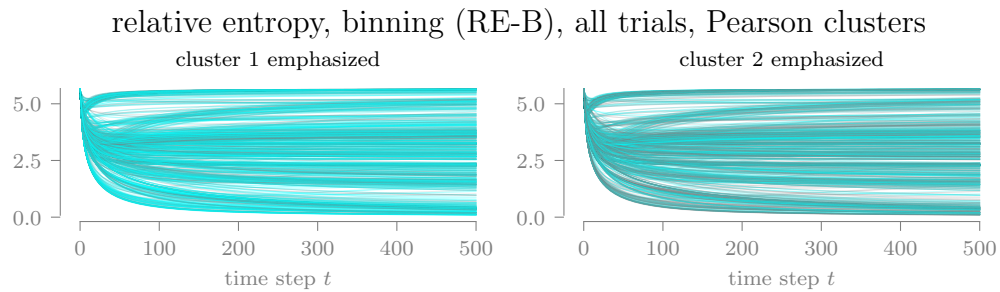 relative entropy, binning (RE-B), all trials, Pearson clusters
cluster 1 emphasized
cluster 2 emphasized
5.0
2.5
0.0
0 100 200 300 400 500
time step t
5.0
2.5
0.0
0 100 200 300 400 500
time step t